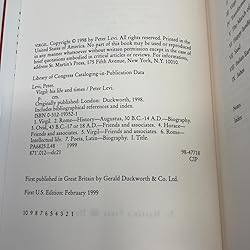 VIRGIL. Copyright © 1998 by Peter Levi. All rights reserved. Printed in the
United States of America. No part of this book may be used or reproduced
in any manner whatsoever without written permission except in the case of
brief quotations embodied in critical articles or reviews. For information,
address St. Martin's Press, 175 Fifth Avenue, New York, N.Y. 10010.
Library of Congress Cataloging-in-Publication Data
Levi, Peter.
Virgil his life and times / Peter Levi.
p. cm.
Originally published: London: Duckworth, 1998.
Includes bibliographical reference and index.
ISBN 0-312-19352-1
1. Virgil 2. Rome—History—Augustus, 30 B.C.-14 A.D.—Biography.
3. Ovid, 43 B.C.-17 or 18 A.D.—Friends and associates. 4. Horace—
Friends and associates. 5. Virgil—Friends and associates. 6. Rome—
Intellectual life. 7. Poets, Latin—Biography. I. Title.
PA6825.L48 1999
871'.01—dc21 98-47718
CIP
First published in Great Britain by Gerald Duckworth & Co. Ltd.
First U.S. Edition: February 1999
10 9 8 7 6 5 4 3 2 1